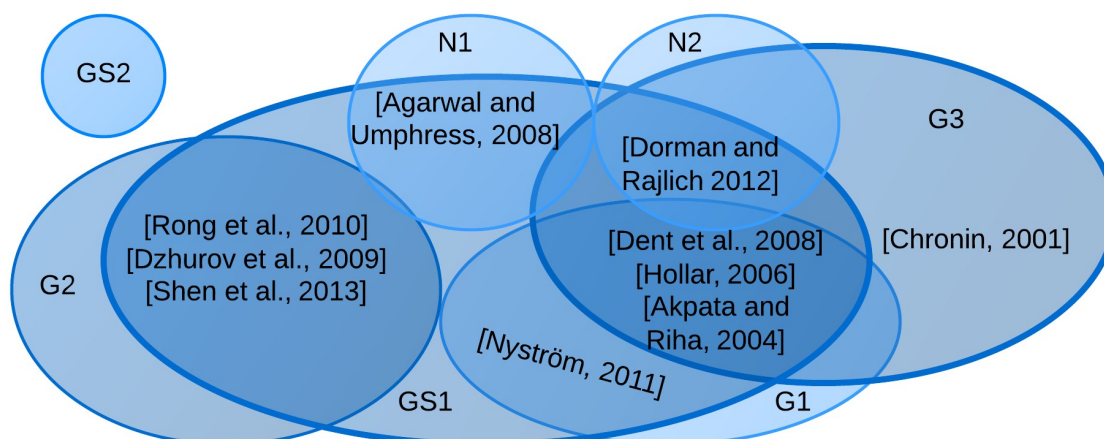 N1
N2
GS2
[Agarwal and
Umphress, 2008]
G3
[Dorman and
Rajlich 2012]
[Rong et al., 2010]
[Dzhurov et al., 2009]
[Shen et al., 2013]
[Dent et al., 2008]
[Hollar, 2006]
[Akpata and
Riha, 2004]
[Chronin, 2001]
G2
[Nyström, 2011]
GS1
G1